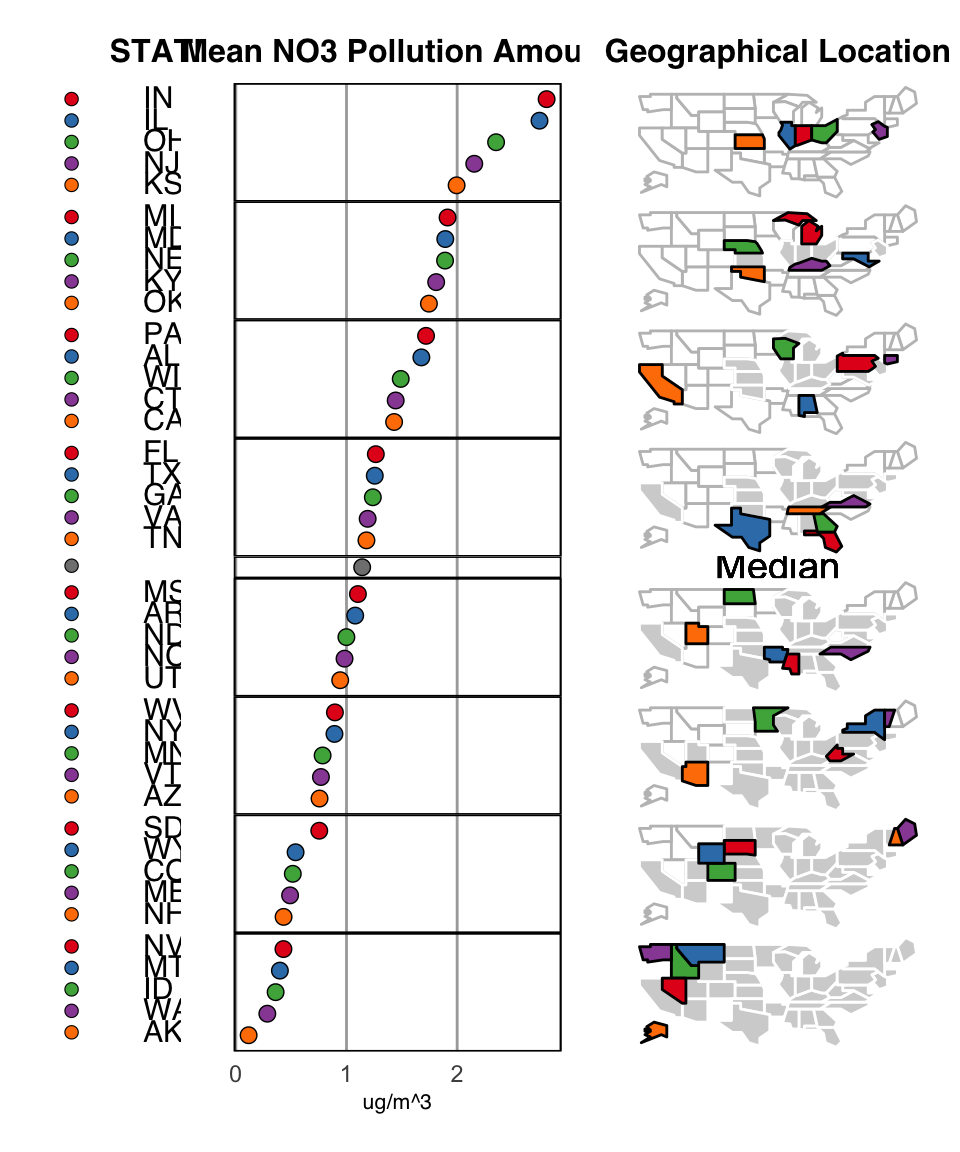 STAT Mean NO3 Pollution Amou Geographical Location
IN
IL
OH
NJ
KS
MI
MD
NE
KY
OK
PA
AL
WI
CT
CA
FL
TX
GA
VA
TN
Median
MS
AR
ND
NC
UT
WV
NY
MN
VT
AZ
SD
WY
CO
ME
NH
NV
MT
ID
WA
AK
0 1 2
ug/m^3